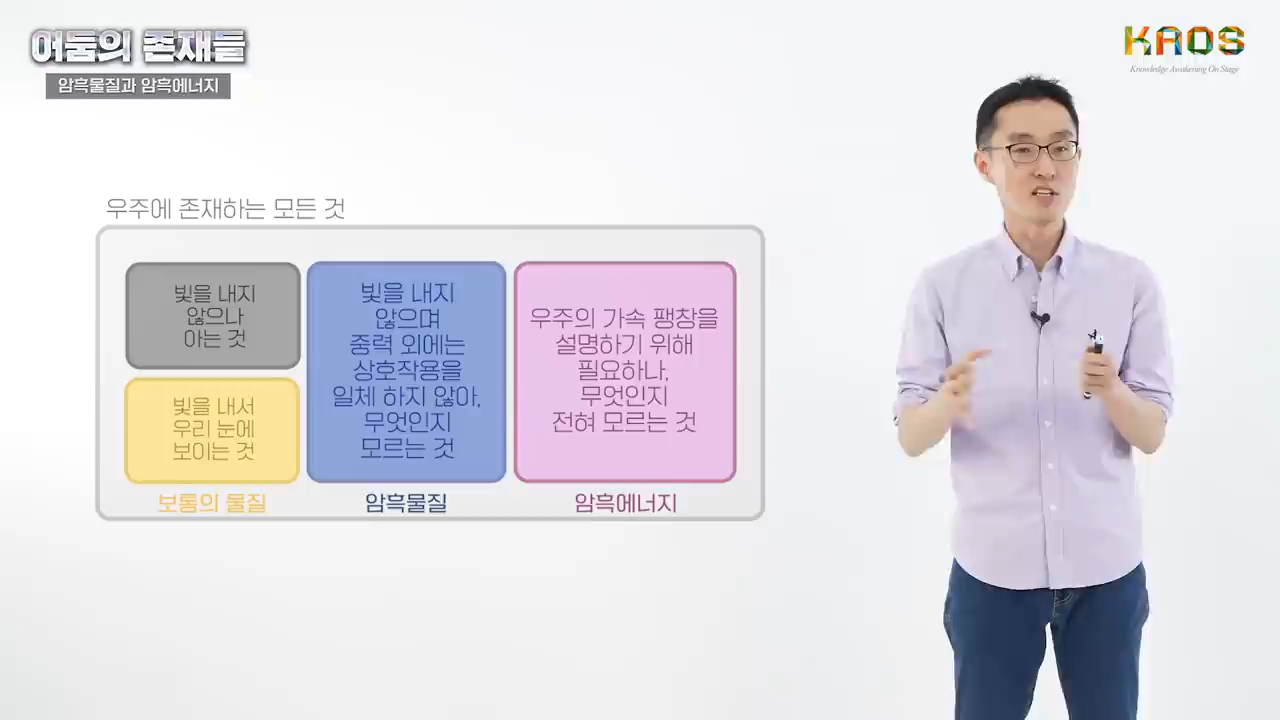 어둠의 존재들
암흑물질과 암흑에너지
KAOS
Knowledge Awakening On Stage
우주에 존재하는 모든 것
빛을 내지
않으나
아는 것
빛을 내서
우리 눈에
보이는 것
보통의 물질
빛을 내지
않으며
중력 외에는
상호작용을
일체 하지 않아,
무엇인지
모르는 것
암흑물질
우주의 가속 팽창을
설명하기 위해
필요하나,
무엇인지
전혀 모르는 것
암흑에너지